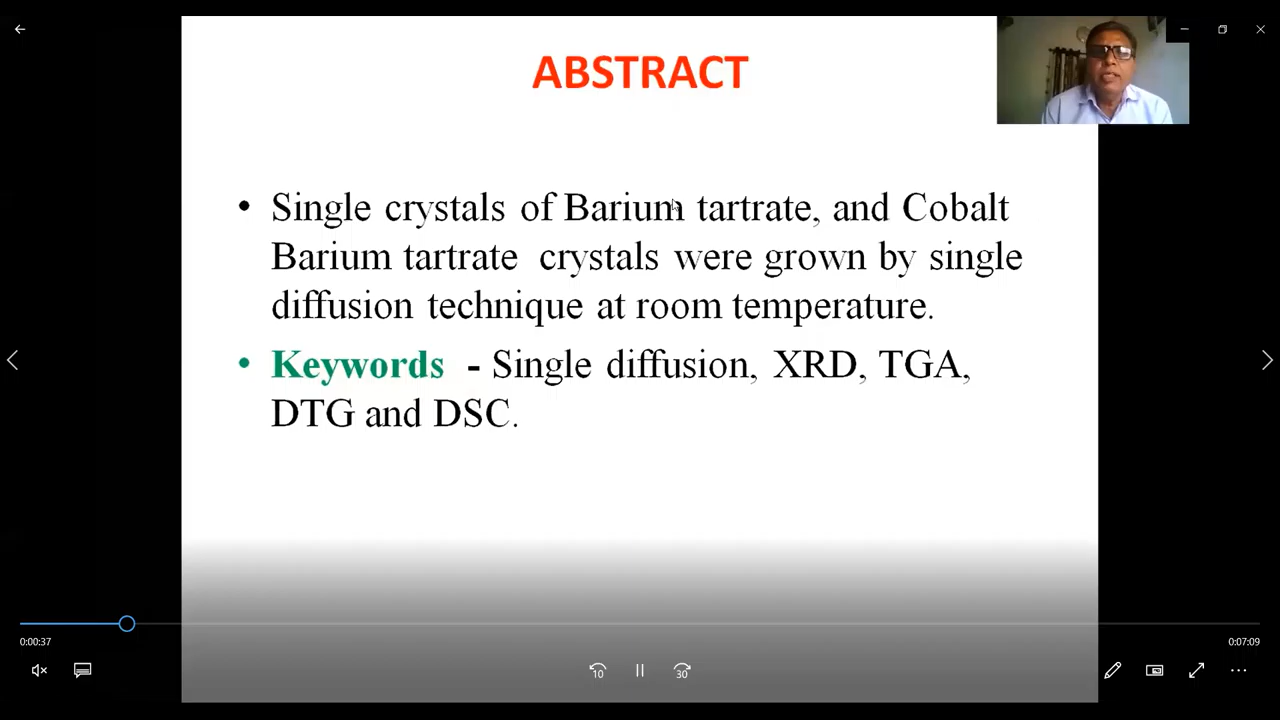 ABSTRACT
• Single crystals of Barium tartrate, and Cobalt
Barium tartrate crystals were grown by single
diffusion technique at room temperature.
• Keywords - Single diffusion, XRD, TGA,
DTG and DSC.
0:00:37
0:07:09
10
30